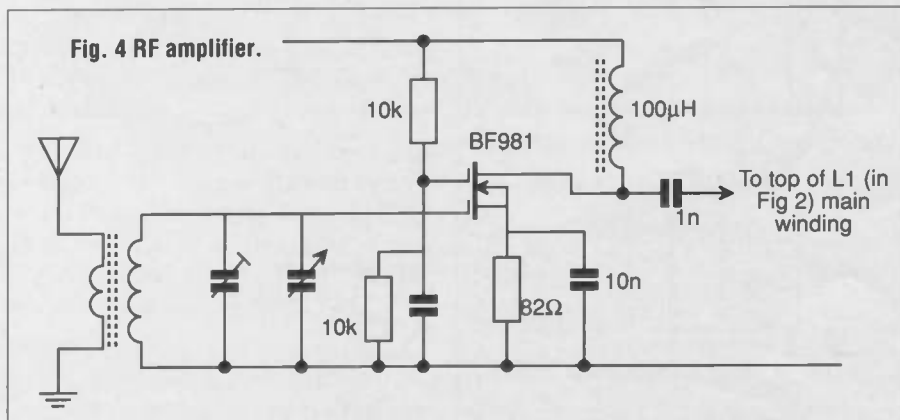 Fig. 4 RF amplifier.
10k
100µH
BF981
To top of L1 (in
Fig 2) main
winding
1n
10k
82Ω
10n